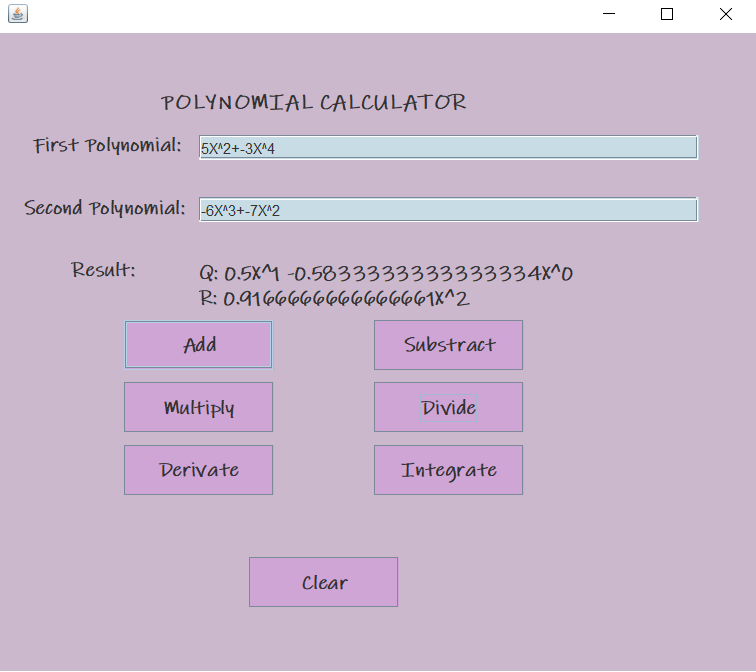 POLYNOMIAL CALCULATOR
First Polynomial: 5X^2+-3X^4
Second Polynomial: -6X^3+-7X^2
Result: Q: 0.5X^1 -0.5833333333333334X^0
R: 0.9166666666666661X^2
Add Substract
Multiply Divide
Derivate Integrate
Clear